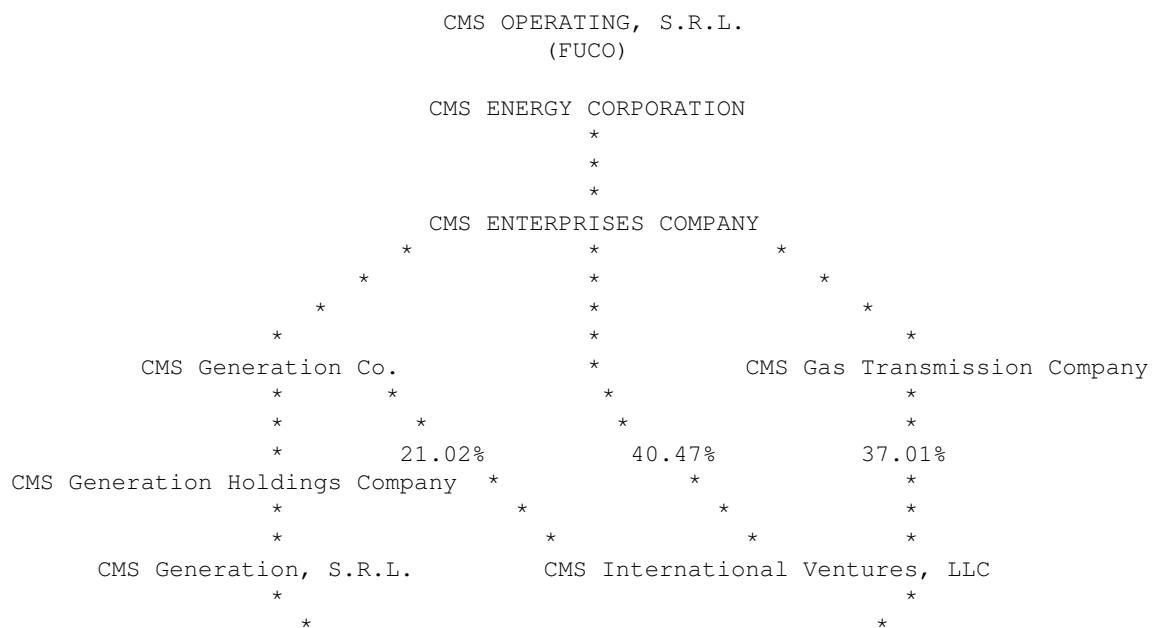 CMS OPERATING, S.R.L.
(FUCO)
CMS ENERGY CORPORATION
*
*
*
CMS ENTERPRISES COMPANY
* * *
* * *
* * *
* * *
CMS Generation Co. * CMS Gas Transmission Company
* * * *
* * * *
* 21.02% 40.47% 37.01%
CMS Generation Holdings Company * * *
* * * *
* * * *
CMS Generation, S.R.L. CMS International Ventures, LLC
* *
* *